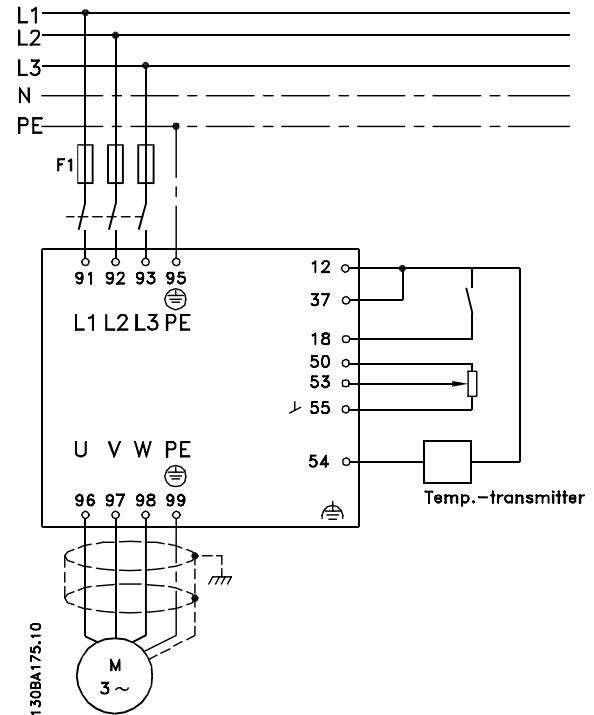 L1
L2
L3
N
PE
F1
91 92 93 95
L1 L2 L3 PE
12
37
18
50
53
55
54
Temp.-transmitter
U V W PE
96 97 98 99
M
3 ~
130BA175.10